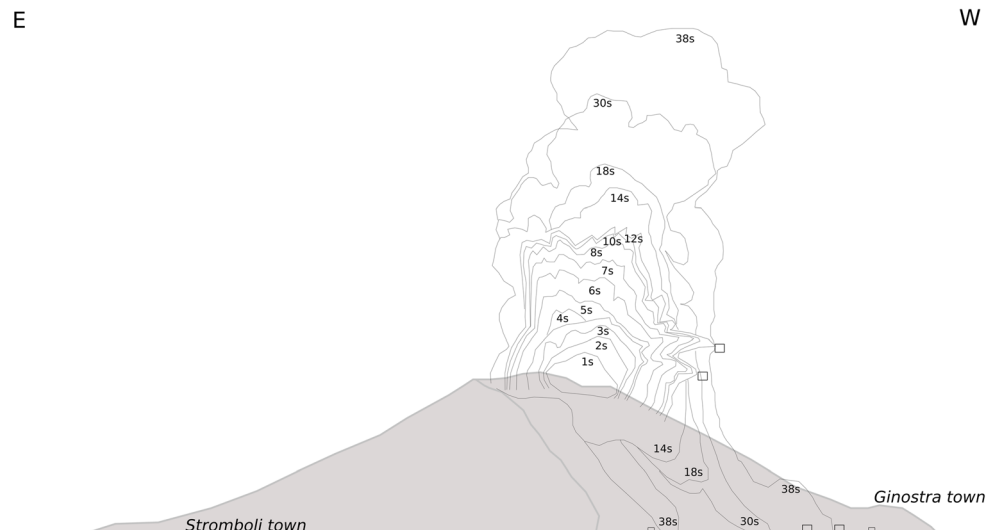 E
W
38s
30s
18s
14s
12s
10s
8s
7s
6s
5s
4s
3s
2s
1s
14s
18s
38s
Ginostra town
38s
30s
Stromboli town